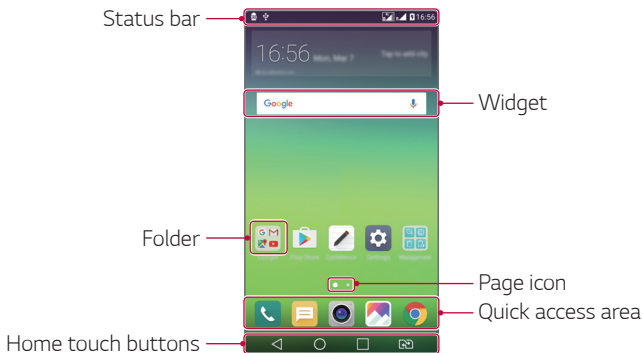 Status bar
16:56
16:56 Mon, Mar 7 Tap to add city
Google
Widget
Folder
Play Store Settings Management
Page icon
Quick access area
Home touch buttons